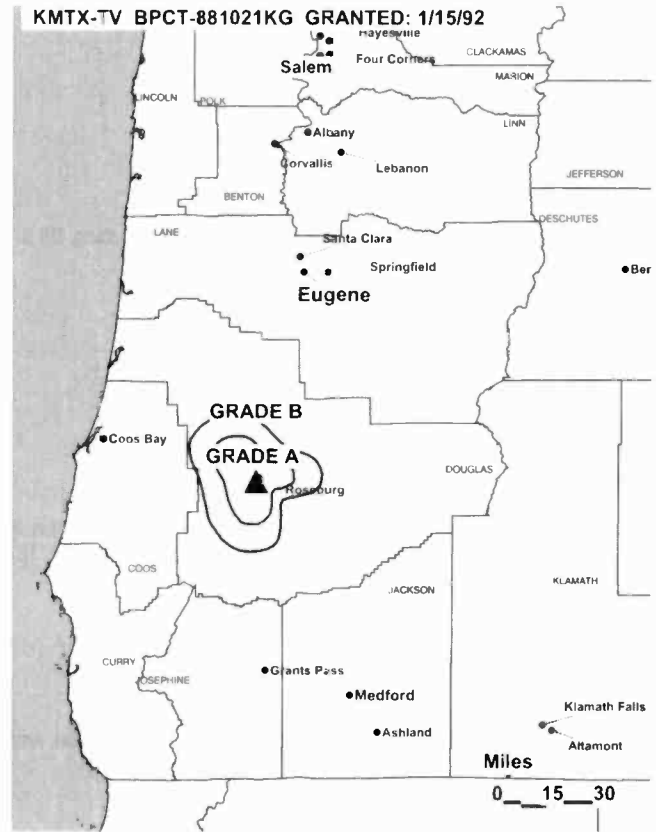 KMTX-TV BPCT-881021KG GRANTED: 1/15/92
Hayesville
CLACKAMAS
Salem
Four Corners
MARION
LINCOLN
POLK
LINN
Albany
Corvallis
Lebanon
JEFFERSON
BENTON
DESCHUTES
LANE
Santa Clara
Springfield
Ber
Eugene
GRADE B
Coos Bay
GRADE A
DOUGLAS
Roseburg
COOS
JACKSON
KLAMATH
CURRY
JOSEPHINE
Grants Pass
Medford
Klamath Falls
Ashland
Altamont
Miles
0 15 30